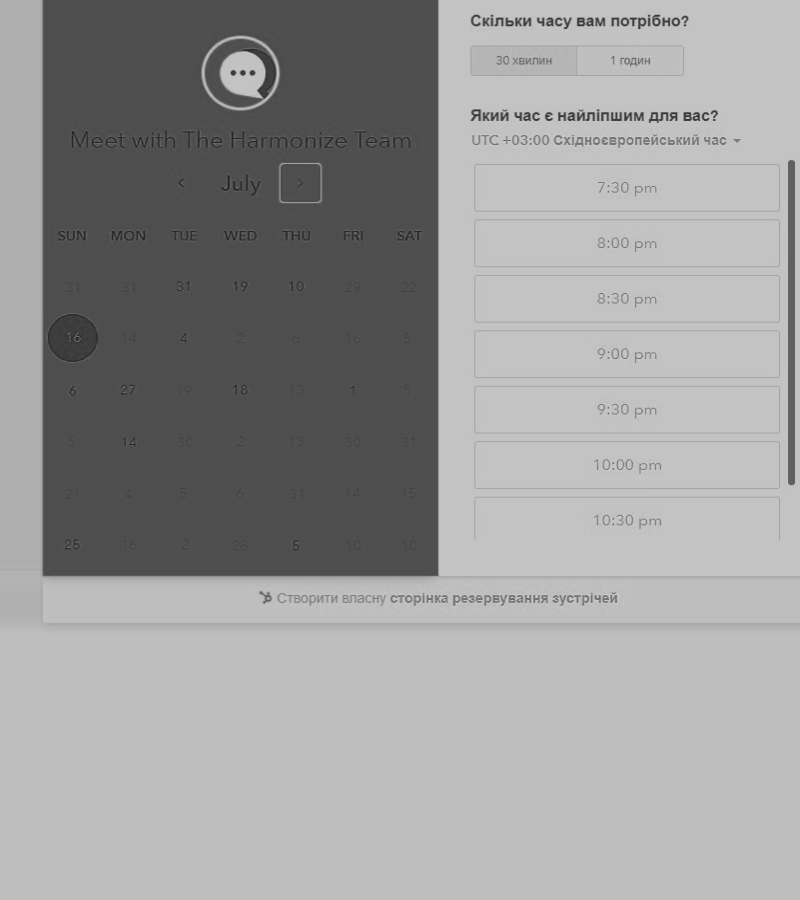 Meet with The Harmonize Team
July
SUN MON TUE WED THU FRI SAT
31 31 31 19 10 29 22
16 14 4 2 6 16 5
6 27 19 18 13 1 5
5 14 30 2 13 30 31
21 4 5 6 31 14 15
25 16 2 28 5 10 10
Скільки часу вам потрібно?
30 хвилин 1 годин
Який час є найліпшим для вас?
UTC +03:00 Східноєвропейський час
7:30 pm
8:00 pm
8:30 pm
9:00 pm
9:30 pm
10:00 pm
10:30 pm
Створити власну сторінка резервування зустрічей